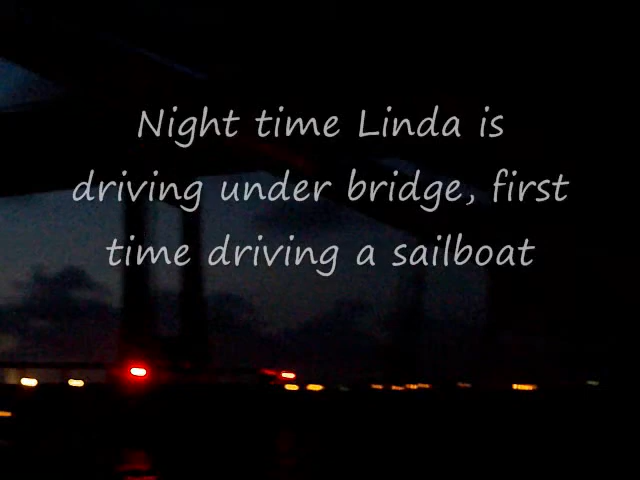 Night time Linda is
driving under bridge, first
time driving a sailboat